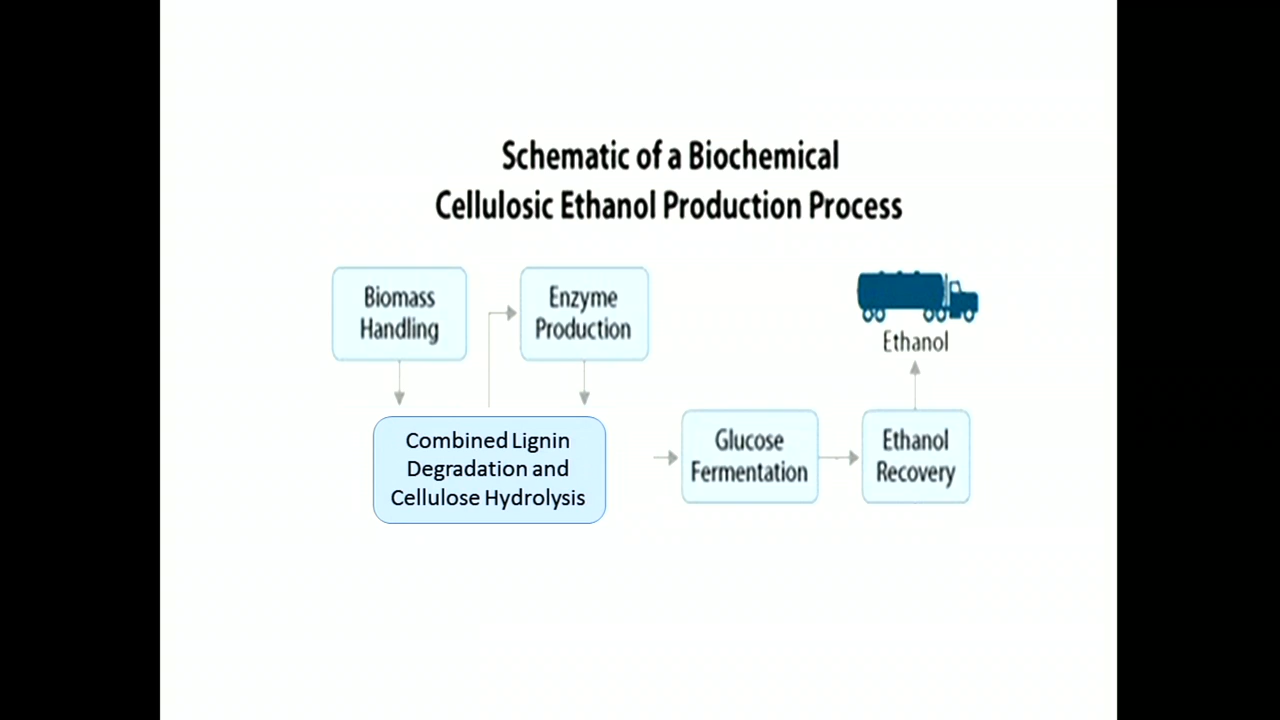 Schematic of a Biochemical
Cellulosic Ethanol Production Process
Biomass
Handling
Enzyme
Production
Ethanol
Combined Lignin
Degradation and
Cellulose Hydrolysis
Glucose
Fermentation
Ethanol
Recovery